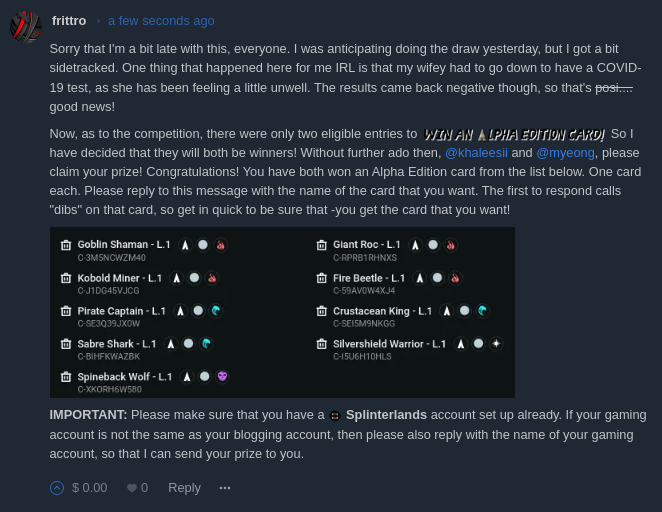 frittro • a few seconds ago
Sorry that I'm a bit late with this, everyone. I was anticipating doing the draw yesterday, but I got a bit
sidetracked. One thing that happened here for me IRL is that my wifey had to go down to have a COVID-
19 test, as she has been feeling a little unwell. The results came back negative though, so that's posi....
good news!
Now, as to the competition, there were only two eligible entries to WIN AN ALPHA EDITION CARD! So I
have decided that they will both be winners! Without further ado then, @khaleesii and @myeong, please
claim your prize! Congratulations! You have both won an Alpha Edition card from the list below. One card
each. Please reply to this message with the name of the card that you want. The first to respond calls
"dibs" on that card, so get in quick to be sure that -you get the card that you want!
Goblin Shaman - L.1
C-3M5NCWZM40
Giant Roc - L.1
C-RPRB1RHNXS
Kobold Miner - L.1
C-J1DG45VJCG
Fire Beetle - L.1
C-59AV0W4XJ4
Pirate Captain - L.1
C-SE3Q39JX0W
Crustacean King - L.1
C-SEI5M9NKGG
Sabre Shark - L.1
C-BIHFKWAZBK
Silvershield Warrior - L.1
C-I5U6H10HLS
Spineback Wolf - L.1
C-XKORH6W580
IMPORTANT: Please make sure that you have a Splinterlands account set up already. If your gaming
account is not the same as your blogging account, then please also reply with the name of your gaming
account, so that I can send your prize to you.
$ 0.00 0 Reply ...